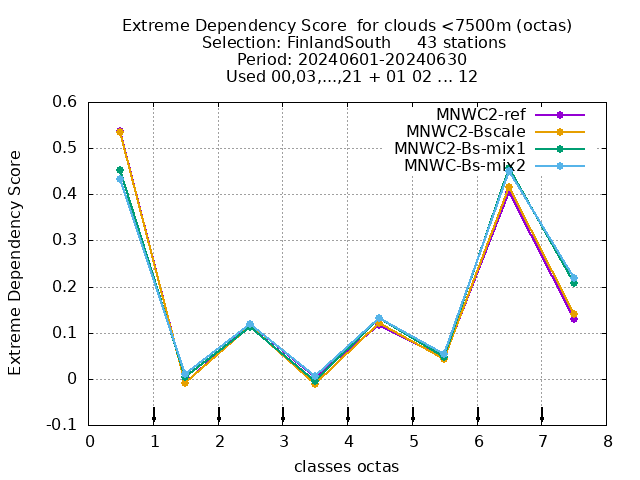 Extreme Dependency Score  for clouds <7500m (octas)
Selection: FinlandSouth     43 stations
Period: 20240601-20240630
Used 00,03,...,21 + 01 02 ... 12
MNWC2-ref
MNWC2-Bscale
MNWC2-Bs-mix1
MNWC-Bs-mix2
Extreme Dependency Score
0.6
0.5
0.4
0.3
0.2
0.1
0
-0.1
0 1 2 3 4 5 6 7 8
classes octas